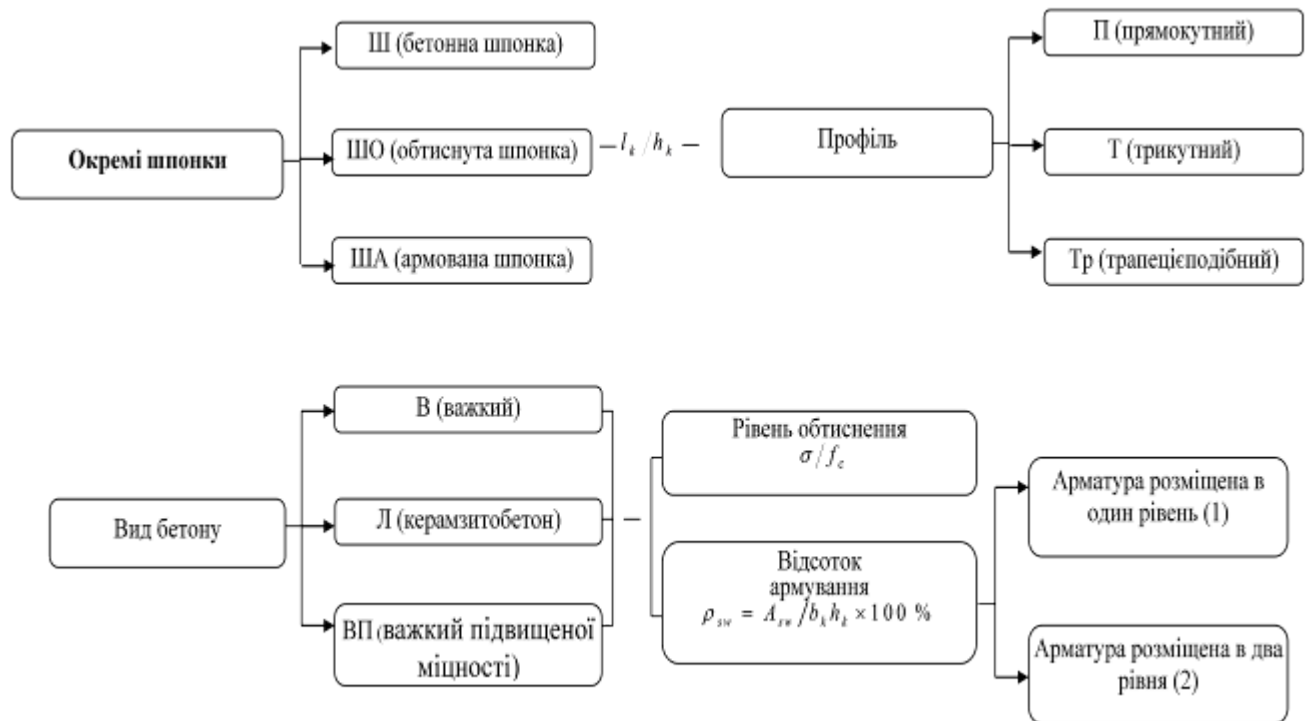 Окремі шпонки
Ш (бетонна шпонка)
ШО (обтиснута шпонка)
ША (армована шпонка)
– l_k / h_k –
Профіль
П (прямокутний)
Т (трикутний)
Тр (трапецієподібний)
Вид бетону
В (важкий)
Л (керамзитобетон)
ВП (важкий підвищеної
міцності)
Рівень обтиснення
σ/f_c
Відсоток
армування
ρ_sw = A_sw/b_k h_k × 100 %
Арматура розміщена в
один рівень (1)
Арматура розміщена в два
рівня (2)